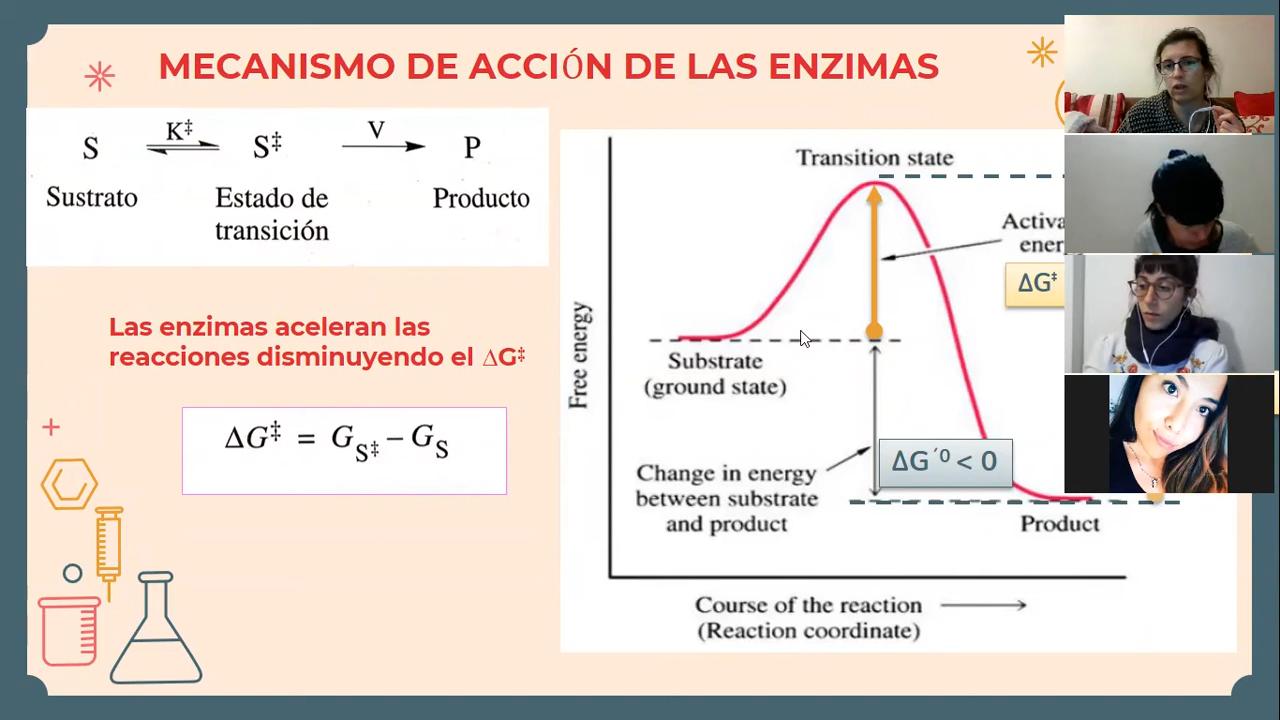 MECANISMO DE ACCIÓN DE LAS ENZIMAS
S K‡ S‡ V P
Sustrato Estado de transición Producto
Las enzimas aceleran las
reacciones disminuyendo el ΔG‡
ΔG‡ = G_S‡ − G_S
Transition state
Activa
ener
ΔG‡
Free energy
Substrate
(ground state)
Change in energy
between substrate
and product
ΔG´⁰ < 0
Product
Course of the reaction
(Reaction coordinate)